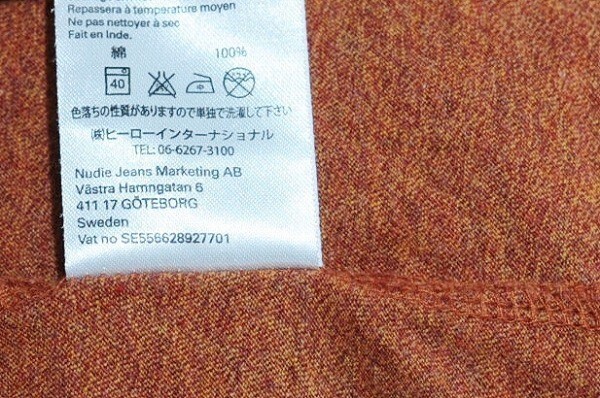 Repassera à température moyen
Ne pas nettoyer à sec
Fait en Inde.
綿 100%
40
色落ちの性質がありますので単独で洗濯して下さい
㈱ヒーローインターナショナル
TEL: 06-6267-3100
Nudie Jeans Marketing AB
Västra Hamngatan 6
411 17 GÖTEBORG
Sweden
Vat no SE556628927701